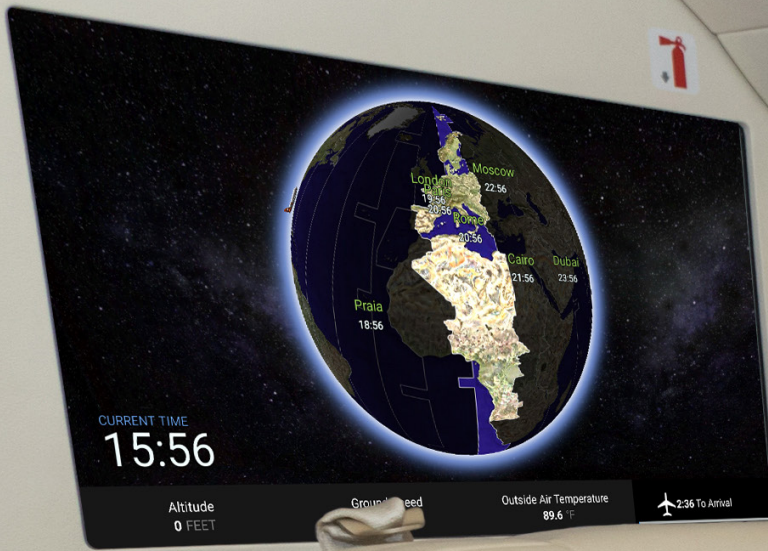 Moscow
22:56
London
19:56
20:56
Rome
20:56
Cairo
21:56
Dubai
23:56
Praia
18:56
CURRENT TIME
15:56
Altitude
0 FEET
Outside Air Temperature
89.6 °F
2:36 To Arrival